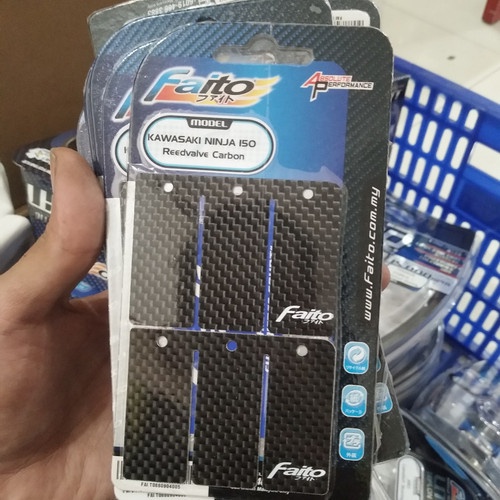 Faito
ファイト
ABSOLUTE
PERFORMANCE
MODEL
KAWASAKI NINJA 150
Reedvalve Carbon
www.Faito.com.my
Faito
ファイト
Faito
ファイト